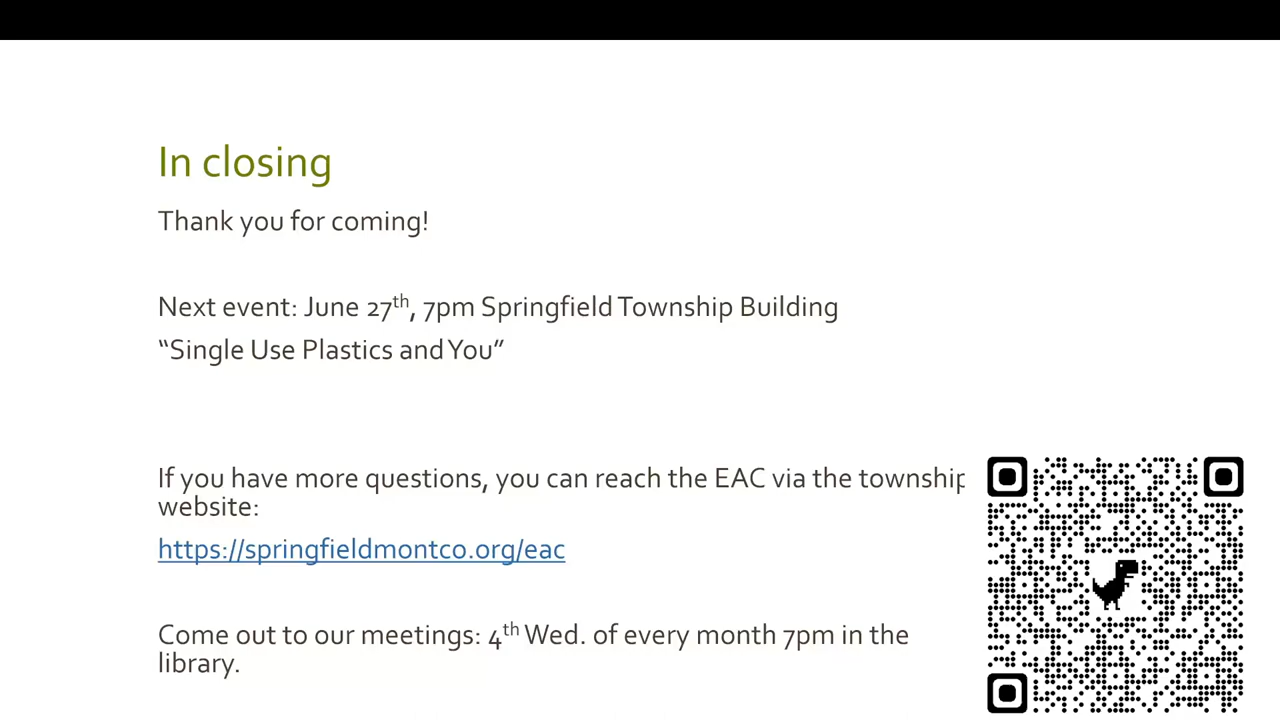 In closing
Thank you for coming!
Next event: June 27th, 7pm Springfield Township Building
“Single Use Plastics and You”
If you have more questions, you can reach the EAC via the township
website:
https://springfieldmontco.org/eac
Come out to our meetings: 4th Wed. of every month 7pm in the
library.